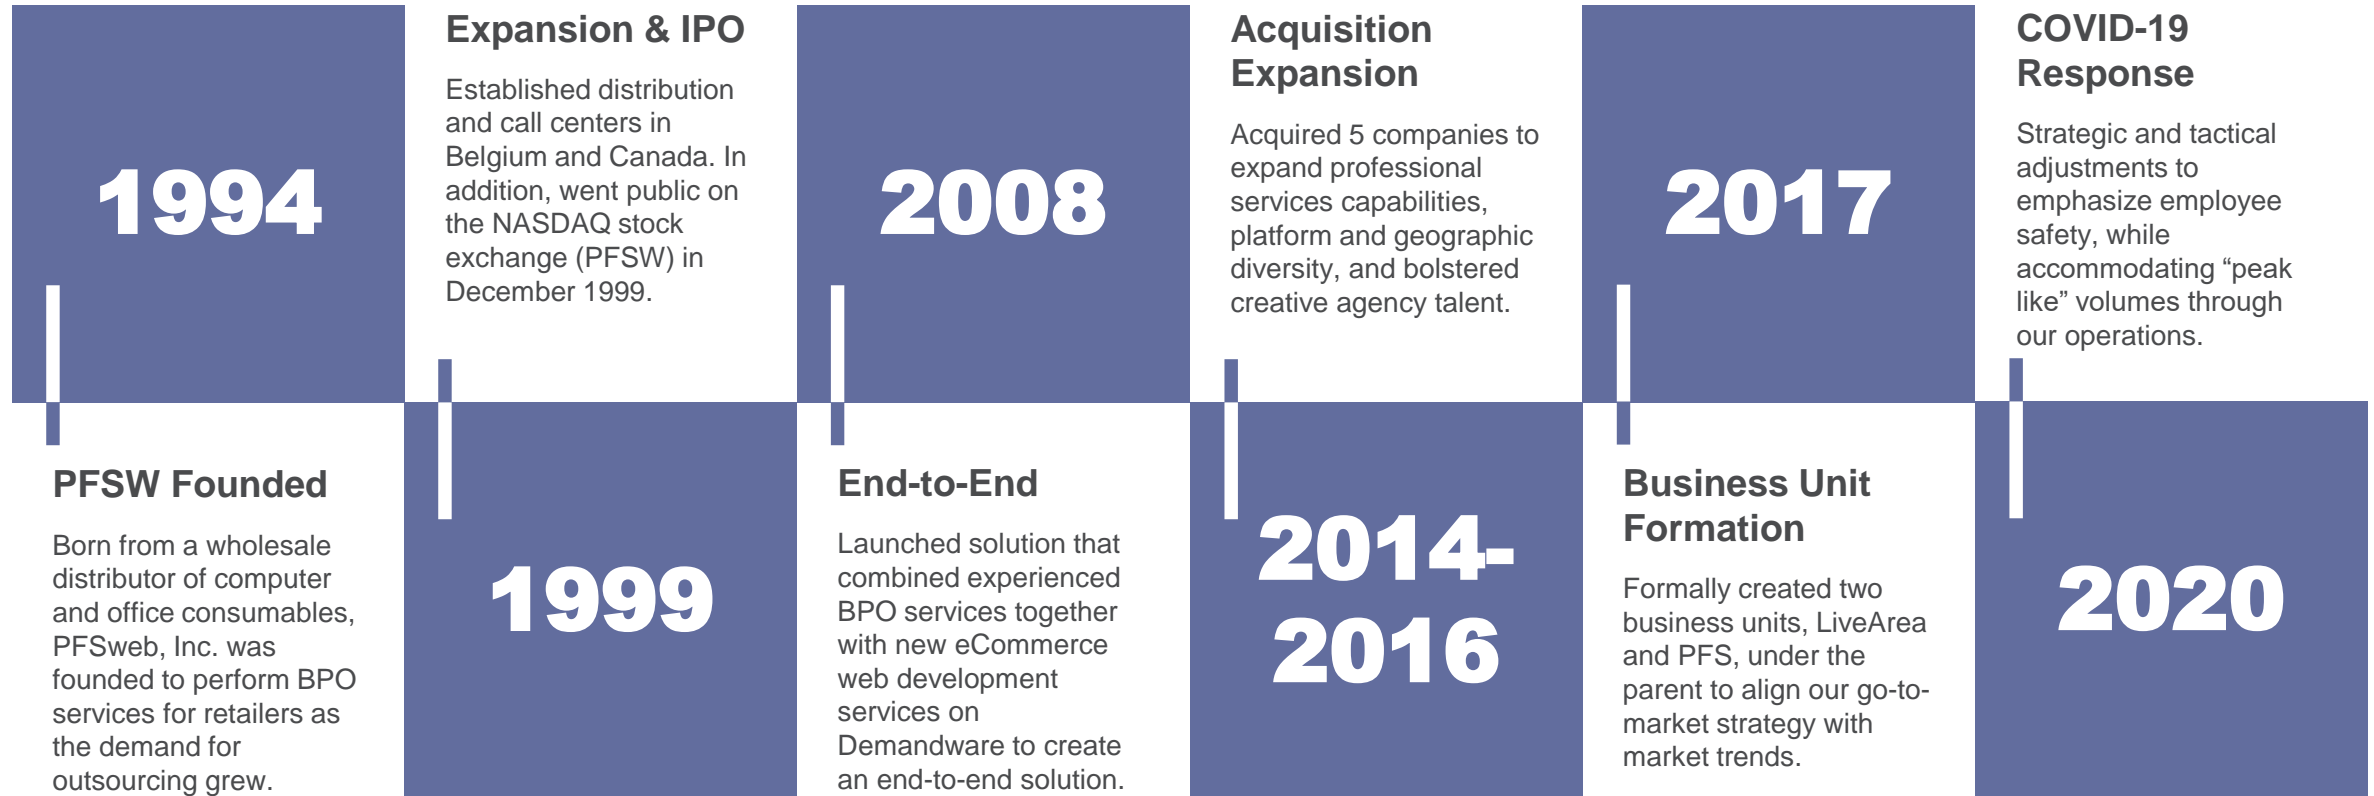 1994
PFSW Founded
Born from a wholesale
distributor of computer
and office consumables,
PFSweb, Inc. was
founded to perform BPO
services for retailers as
the demand for
outsourcing grew.
Expansion & IPO
Established distribution
and call centers in
Belgium and Canada. In
addition, went public on
the NASDAQ stock
exchange (PFSW) in
December 1999.
1999
2008
End-to-End
Launched solution that
combined experienced
BPO services together
with new eCommerce
web development
services on
Demandware to create
an end-to-end solution.
Acquisition
Expansion
Acquired 5 companies to
expand professional
services capabilities,
platform and geographic
diversity, and bolstered
creative agency talent.
2014-
2016
2017
Business Unit
Formation
Formally created two
business units, LiveArea
and PFS, under the
parent to align our go-to-
market strategy with
market trends.
COVID-19
Response
Strategic and tactical
adjustments to
emphasize employee
safety, while
accommodating “peak
like” volumes through
our operations.
2020